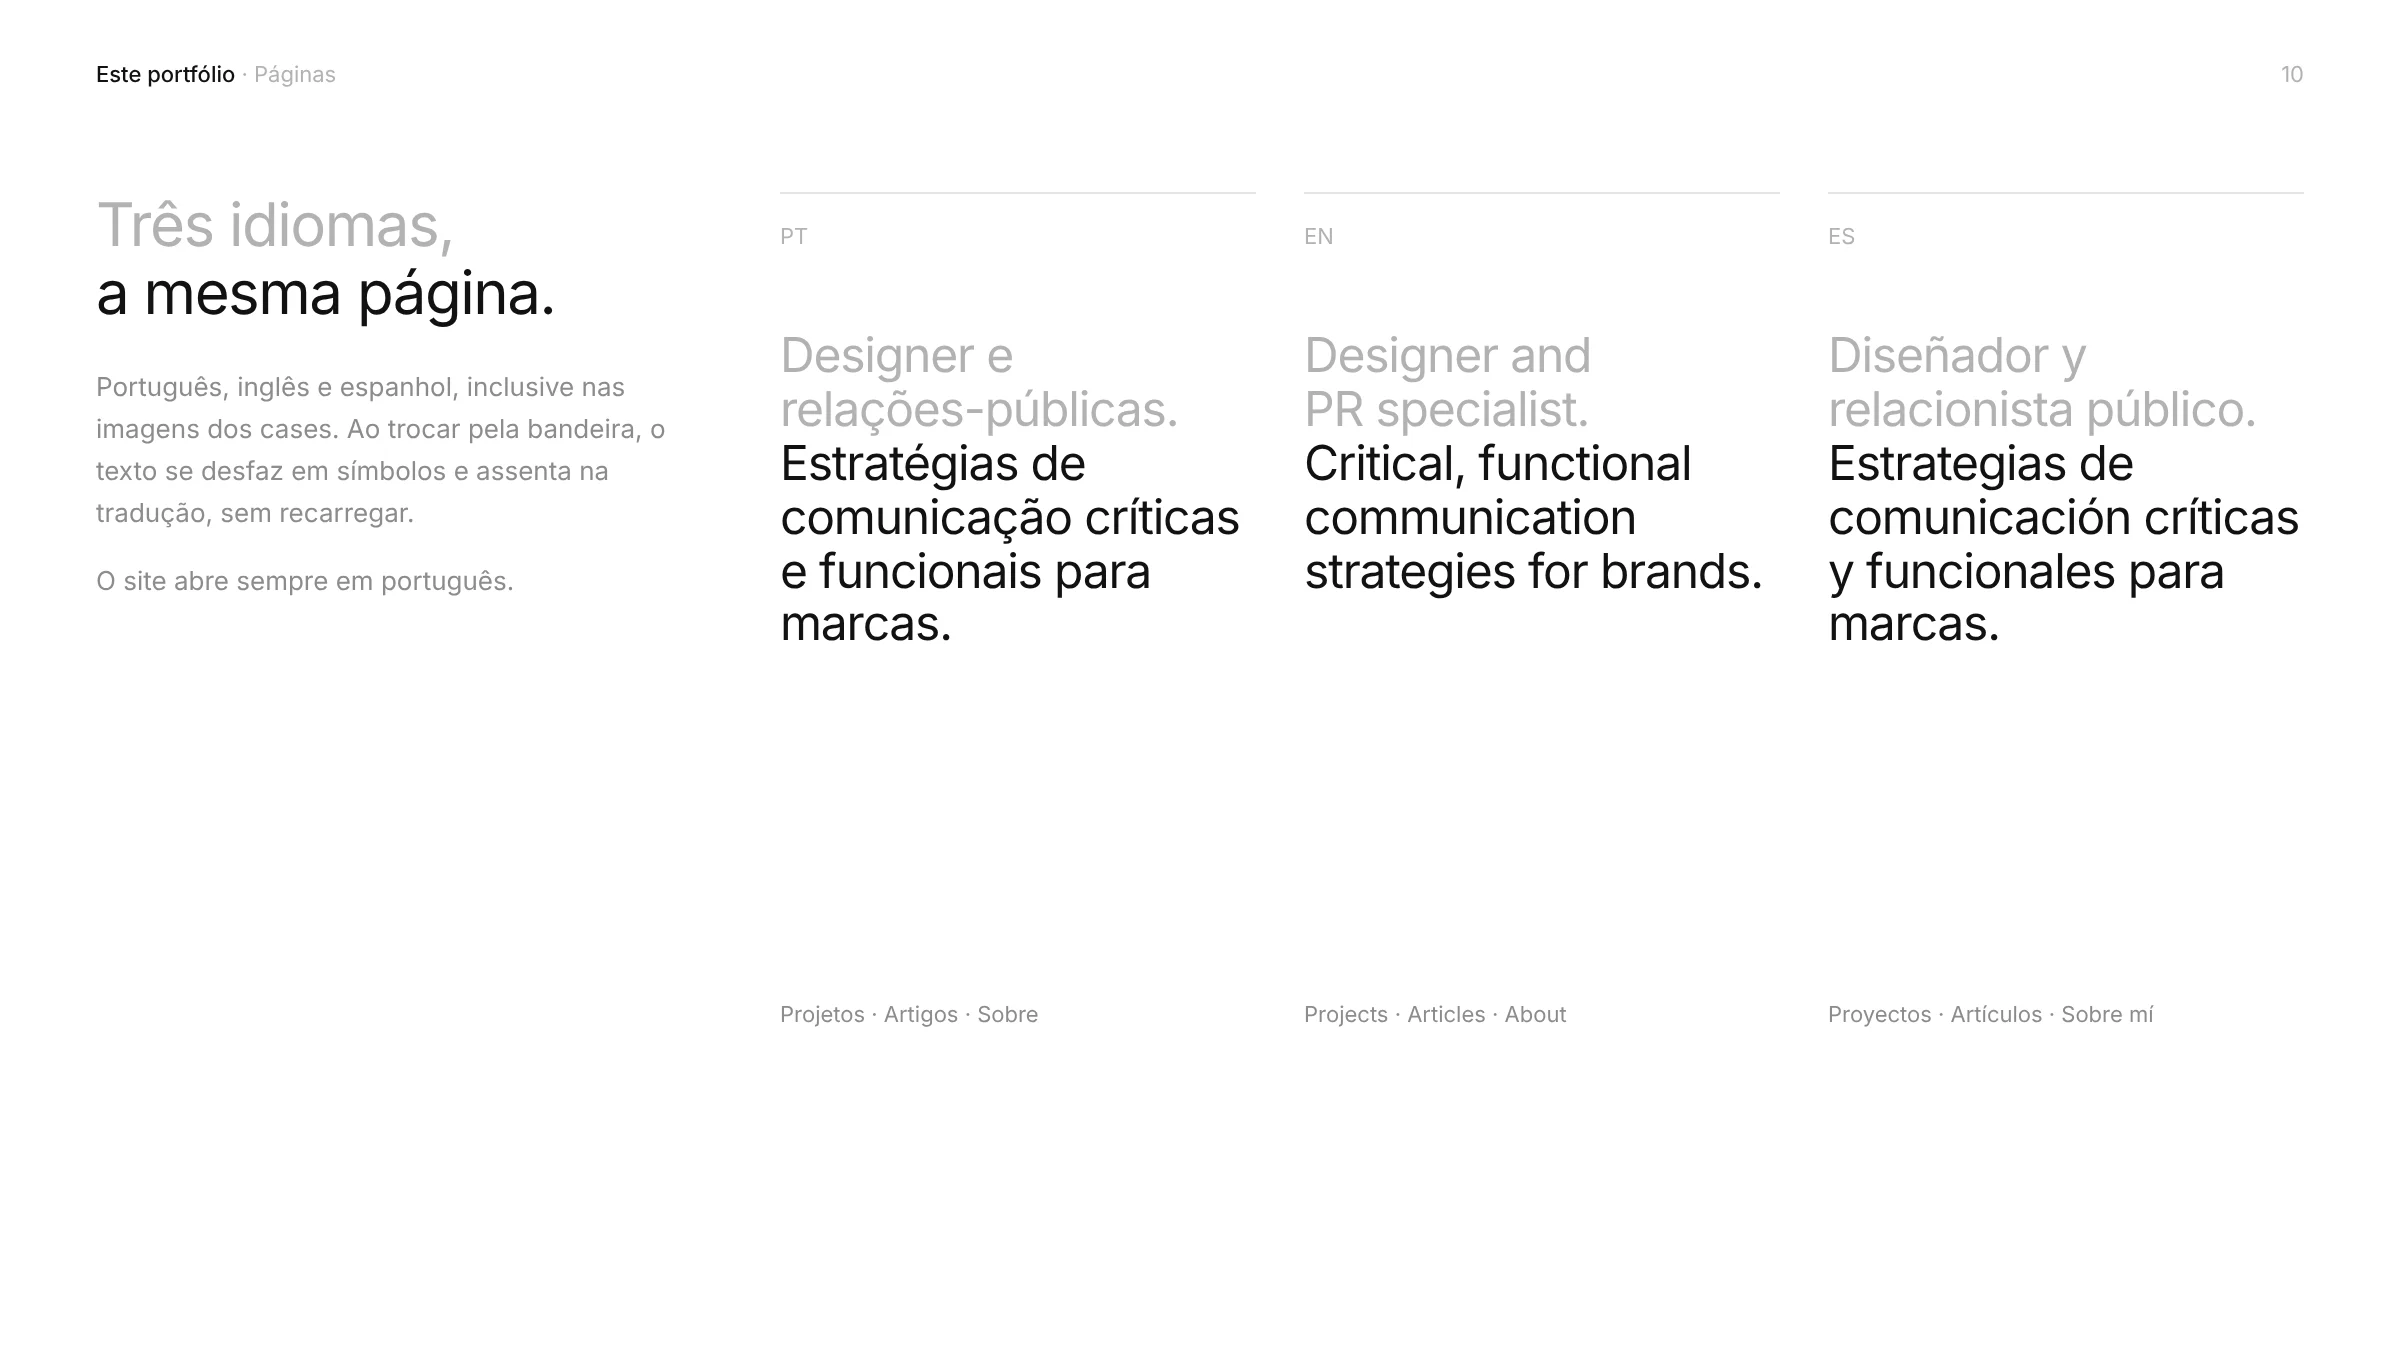 Este portfólio · Páginas
10
Três idiomas,
a mesma página.
Português, inglês e espanhol, inclusive nas
imagens dos cases. Ao trocar pela bandeira, o
texto se desfaz em símbolos e assenta na
tradução, sem recarregar.
O site abre sempre em português.
PT
Designer e
relações-públicas.
Estratégias de
comunicação críticas
e funcionais para
marcas.
Projetos · Artigos · Sobre
EN
Designer and
PR specialist.
Critical, functional
communication
strategies for brands.
Projects · Articles · About
ES
Diseñador y
relacionista público.
Estrategias de
comunicación críticas
y funcionales para
marcas.
Proyectos · Artículos · Sobre mí